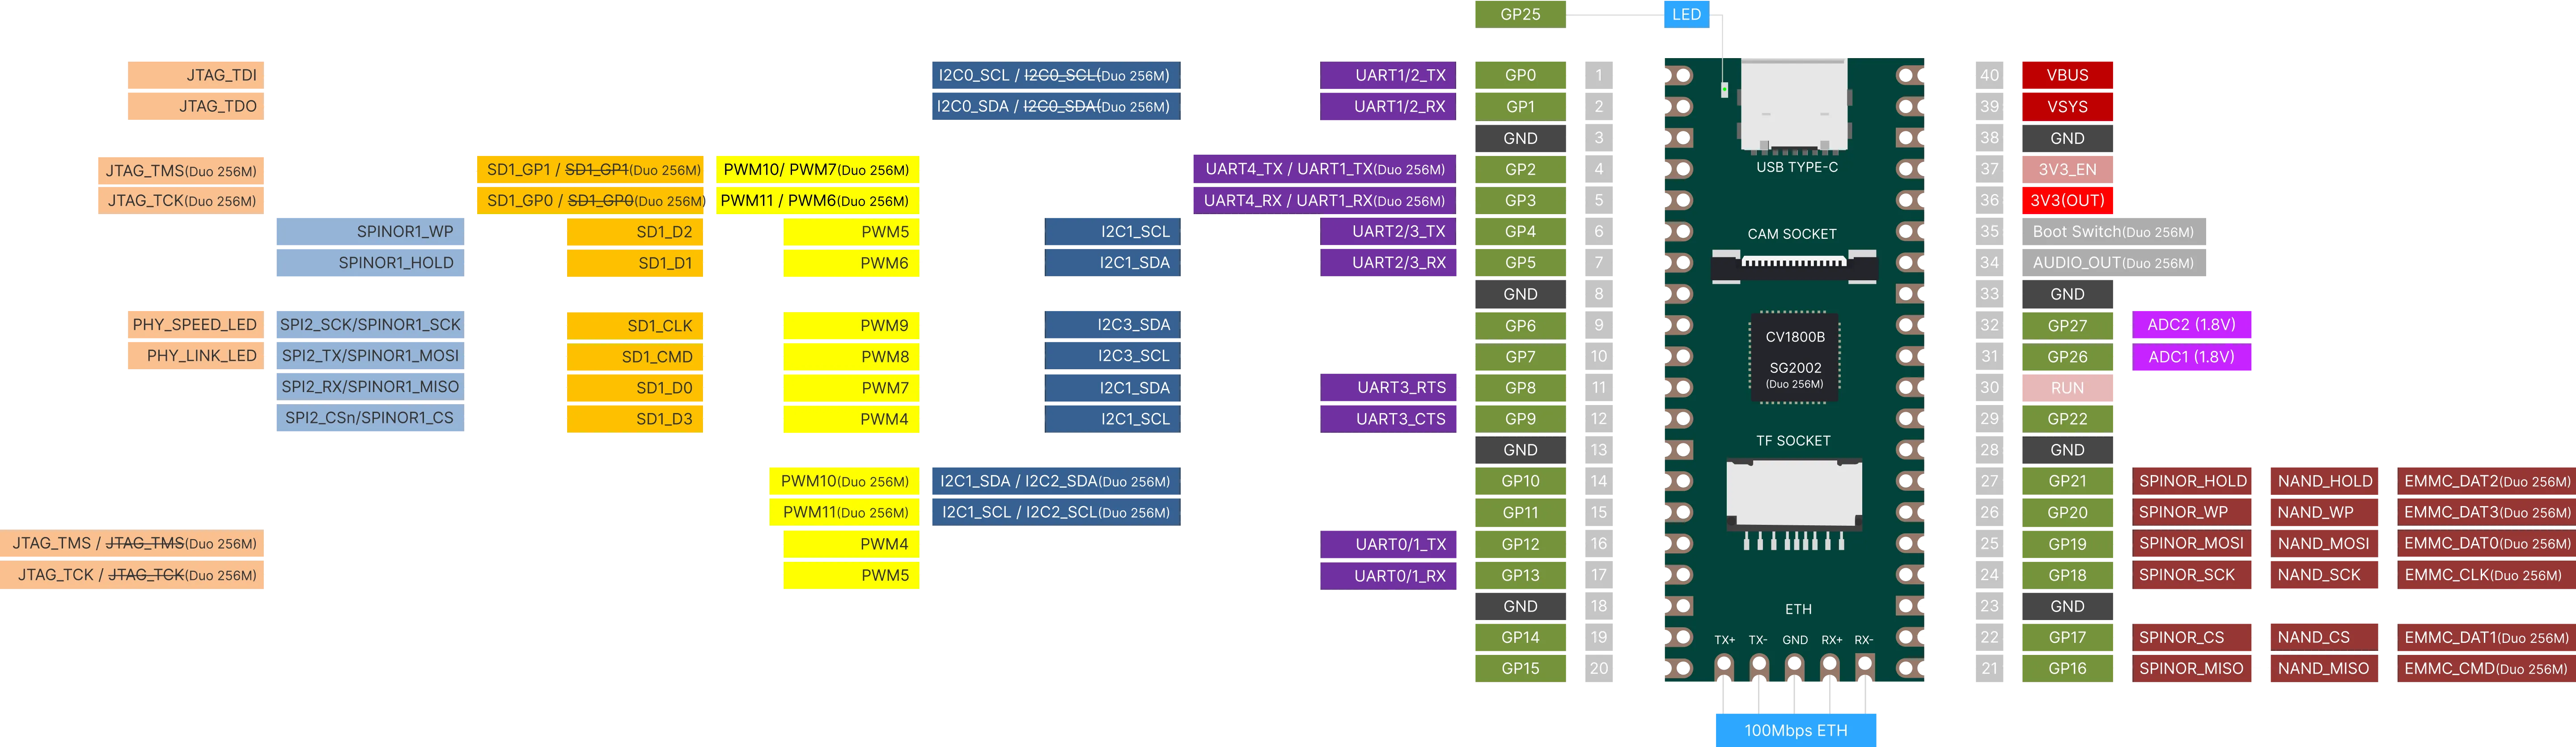 GP25 LED
JTAG_TDI I2C0_SCL / I2C0_SCL(Duo 256M) UART1/2_TX GP0 1 40 VBUS
JTAG_TDO I2C0_SDA / I2C0_SDA(Duo 256M) UART1/2_RX GP1 2 39 VSYS
GND 3 38 GND
JTAG_TMS(Duo 256M) SD1_GP1 / SD1_GP1(Duo 256M) PWM10/ PWM7(Duo 256M) UART4_TX / UART1_TX(Duo 256M) GP2 4 USB TYPE-C 37 3V3_EN
JTAG_TCK(Duo 256M) SD1_GP0 / SD1_GP0(Duo 256M) PWM11 / PWM6(Duo 256M) UART4_RX / UART1_RX(Duo 256M) GP3 5 36 3V3(OUT)
SPINOR1_WP SD1_D2 PWM5 I2C1_SCL UART2/3_TX GP4 6 CAM SOCKET 35 Boot Switch(Duo 256M)
SPINOR1_HOLD SD1_D1 PWM6 I2C1_SDA UART2/3_RX GP5 7 34 AUDIO_OUT(Duo 256M)
GND 8 33 GND
PHY_SPEED_LED SPI2_SCK/SPINOR1_SCK SD1_CLK PWM9 I2C3_SDA GP6 9 CV1800B 32 GP27 ADC2 (1.8V)
PHY_LINK_LED SPI2_TX/SPINOR1_MOSI SD1_CMD PWM8 I2C3_SCL GP7 10 SG2002 31 GP26 ADC1 (1.8V)
SPI2_RX/SPINOR1_MISO SD1_D0 PWM7 I2C1_SDA UART3_RTS GP8 11 (Duo 256M) 30 RUN
SPI2_CSn/SPINOR1_CS SD1_D3 PWM4 I2C1_SCL UART3_CTS GP9 12 29 GP22
GND 13 TF SOCKET 28 GND
PWM10(Duo 256M) I2C1_SDA / I2C2_SDA(Duo 256M) GP10 14 27 GP21 SPINOR_HOLD NAND_HOLD EMMC_DAT2(Duo 256M)
PWM11(Duo 256M) I2C1_SCL / I2C2_SCL(Duo 256M) GP11 15 26 GP20 SPINOR_WP NAND_WP EMMC_DAT3(Duo 256M)
JTAG_TMS / JTAG_TMS(Duo 256M) PWM4 UART0/1_TX GP12 16 25 GP19 SPINOR_MOSI NAND_MOSI EMMC_DAT0(Duo 256M)
JTAG_TCK / JTAG_TCK(Duo 256M) PWM5 UART0/1_RX GP13 17 24 GP18 SPINOR_SCK NAND_SCK EMMC_CLK(Duo 256M)
GND 18 ETH 23 GND
GP14 19 TX+ TX- GND RX+ RX- 22 GP17 SPINOR_CS NAND_CS EMMC_DAT1(Duo 256M)
GP15 20 21 GP16 SPINOR_MISO NAND_MISO EMMC_CMD(Duo 256M)
100Mbps ETH